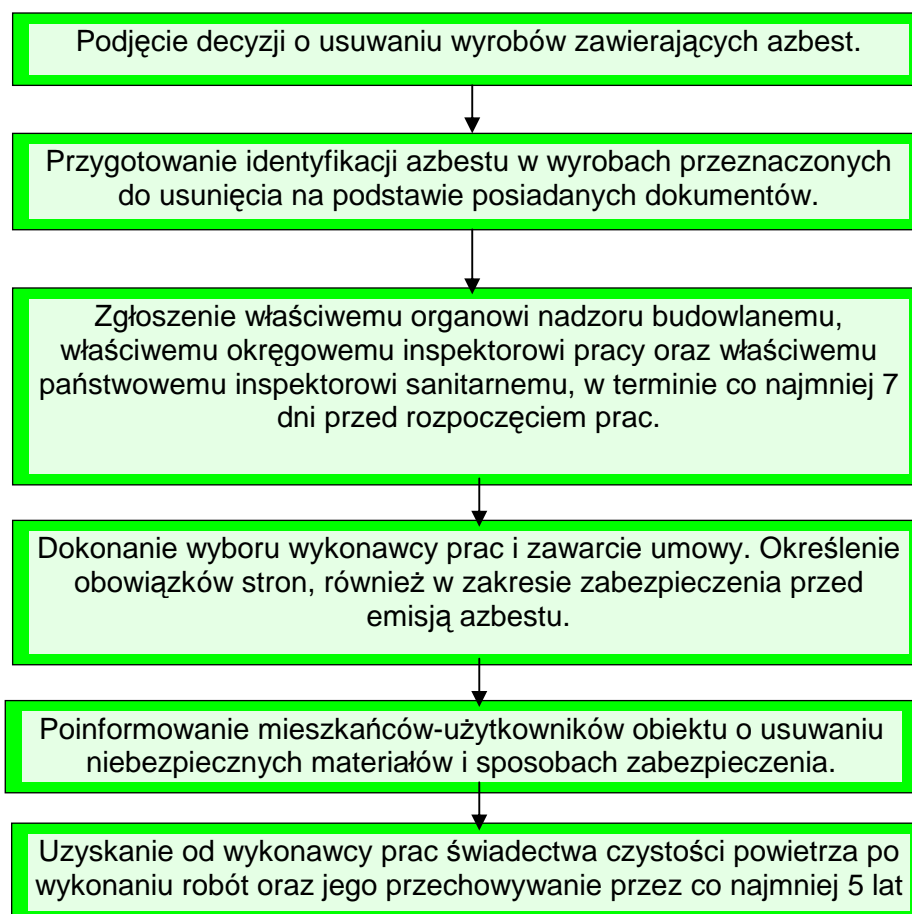 Podjęcie decyzji o usuwaniu wyrobów zawierających azbest.
Przygotowanie identyfikacji azbestu w wyrobach przeznaczonych
do usunięcia na podstawie posiadanych dokumentów.
Zgłoszenie właściwemu organowi nadzoru budowlanemu,
właściwemu okręgowemu inspektorowi pracy oraz właściwemu
państwowemu inspektorowi sanitarnemu, w terminie co najmniej 7
dni przed rozpoczęciem prac.
Dokonanie wyboru wykonawcy prac i zawarcie umowy. Określenie
obowiązków stron, również w zakresie zabezpieczenia przed
emisją azbestu.
Poinformowanie mieszkańców-użytkowników obiektu o usuwaniu
niebezpiecznych materiałów i sposobach zabezpieczenia.
Uzyskanie od wykonawcy prac świadectwa czystości powietrza po
wykonaniu robót oraz jego przechowywanie przez co najmniej 5 lat